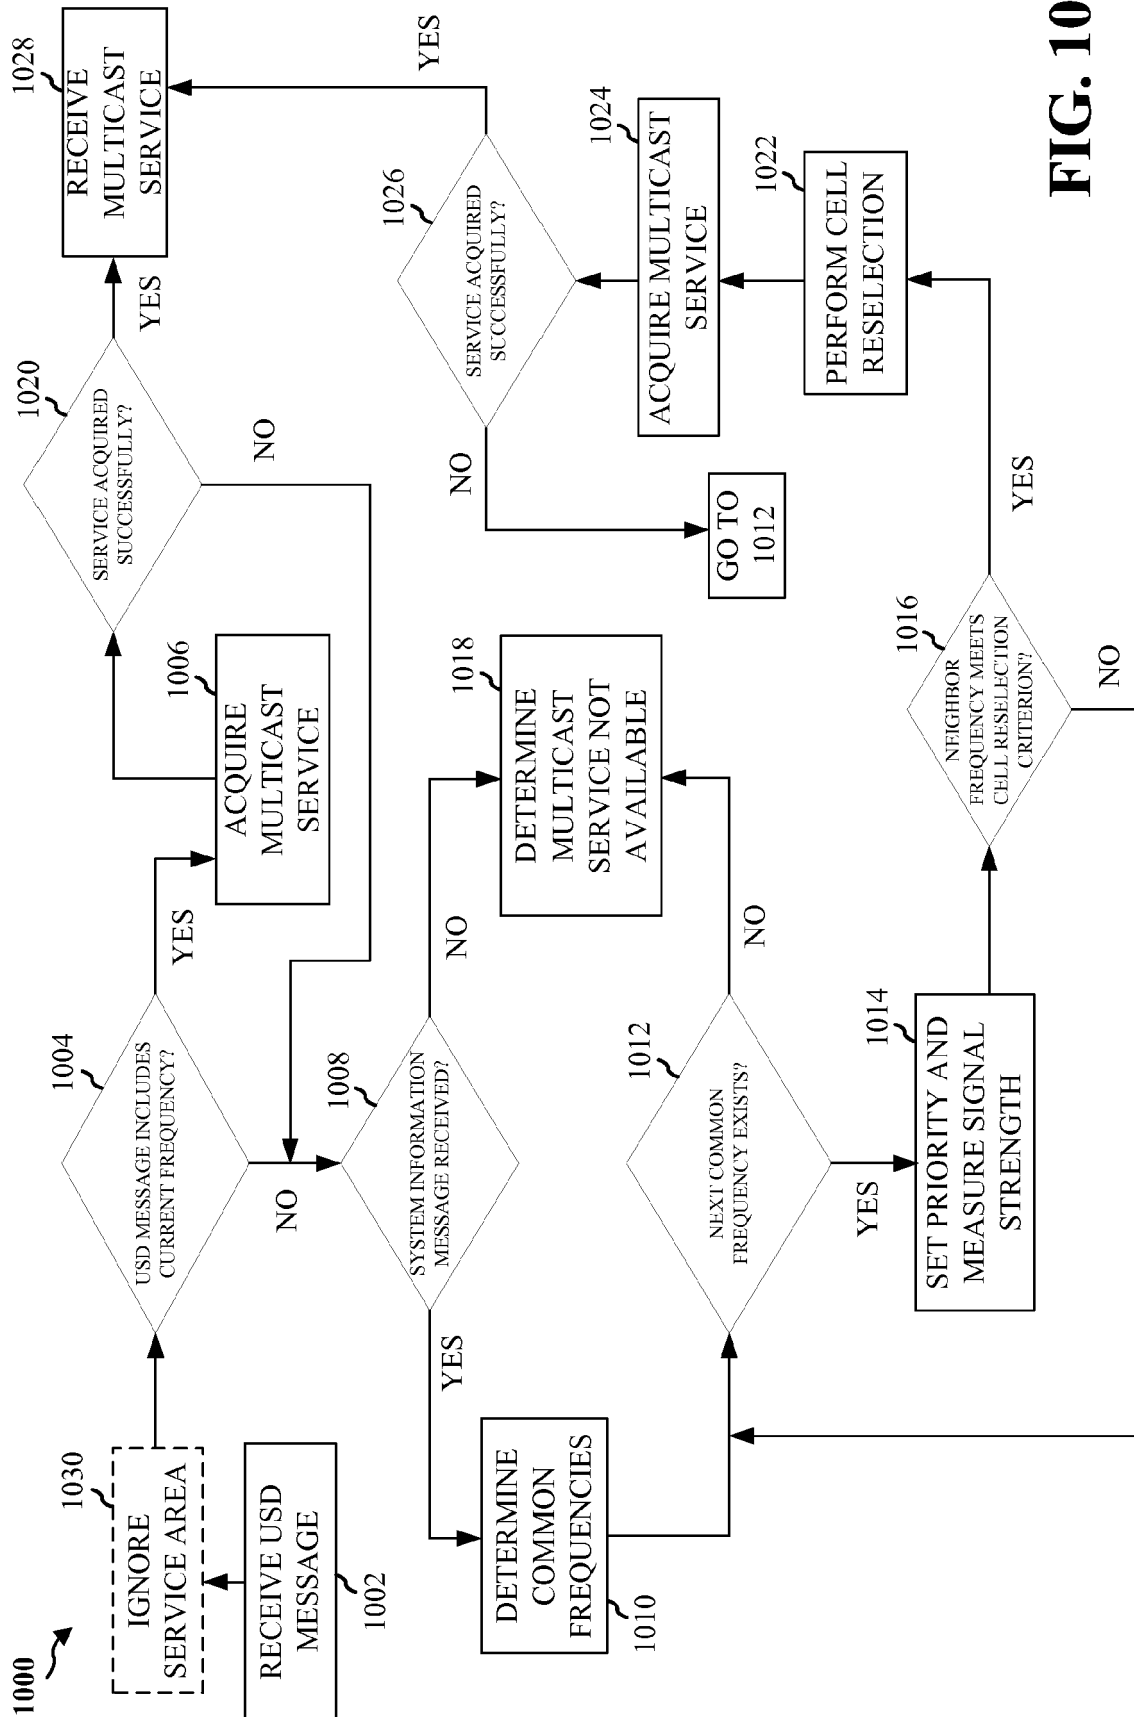 1000
1030
IGNORE
SERVICE AREA
RECEIVE USD
MESSAGE
1002
1004
USD MESSAGE INCLUDES
CURRENT FREQUENCY?
YES
NO
1006
ACQUIRE
MULTICAST
SERVICE
1020
SERVICE ACQUIRED
SUCCESSFULLY?
YES
NO
1028
RECEIVE
MULTICAST
SERVICE
1008
SYSTEM INFORMATION
MESSAGE RECEIVED?
YES
NO
DETERMINE
COMMON
FREQUENCIES
1010
1018
DETERMINE
MULTICAST
SERVICE NOT
AVAILABLE
1012
NEXT COMMON
FREQUENCY EXISTS?
NO
YES
1014
SET PRIORITY AND
MEASURE SIGNAL
STRENGTH
1016
NEIGHBOR
FREQUENCY MEETS
CELL RESELECTION
CRITERION?
YES
NO
1022
PERFORM CELL
RESELECTION
1024
ACQUIRE MULTICAST
SERVICE
1026
SERVICE ACQUIRED
SUCCESSFULLY?
YES
NO
GO TO
1012
FIG. 10